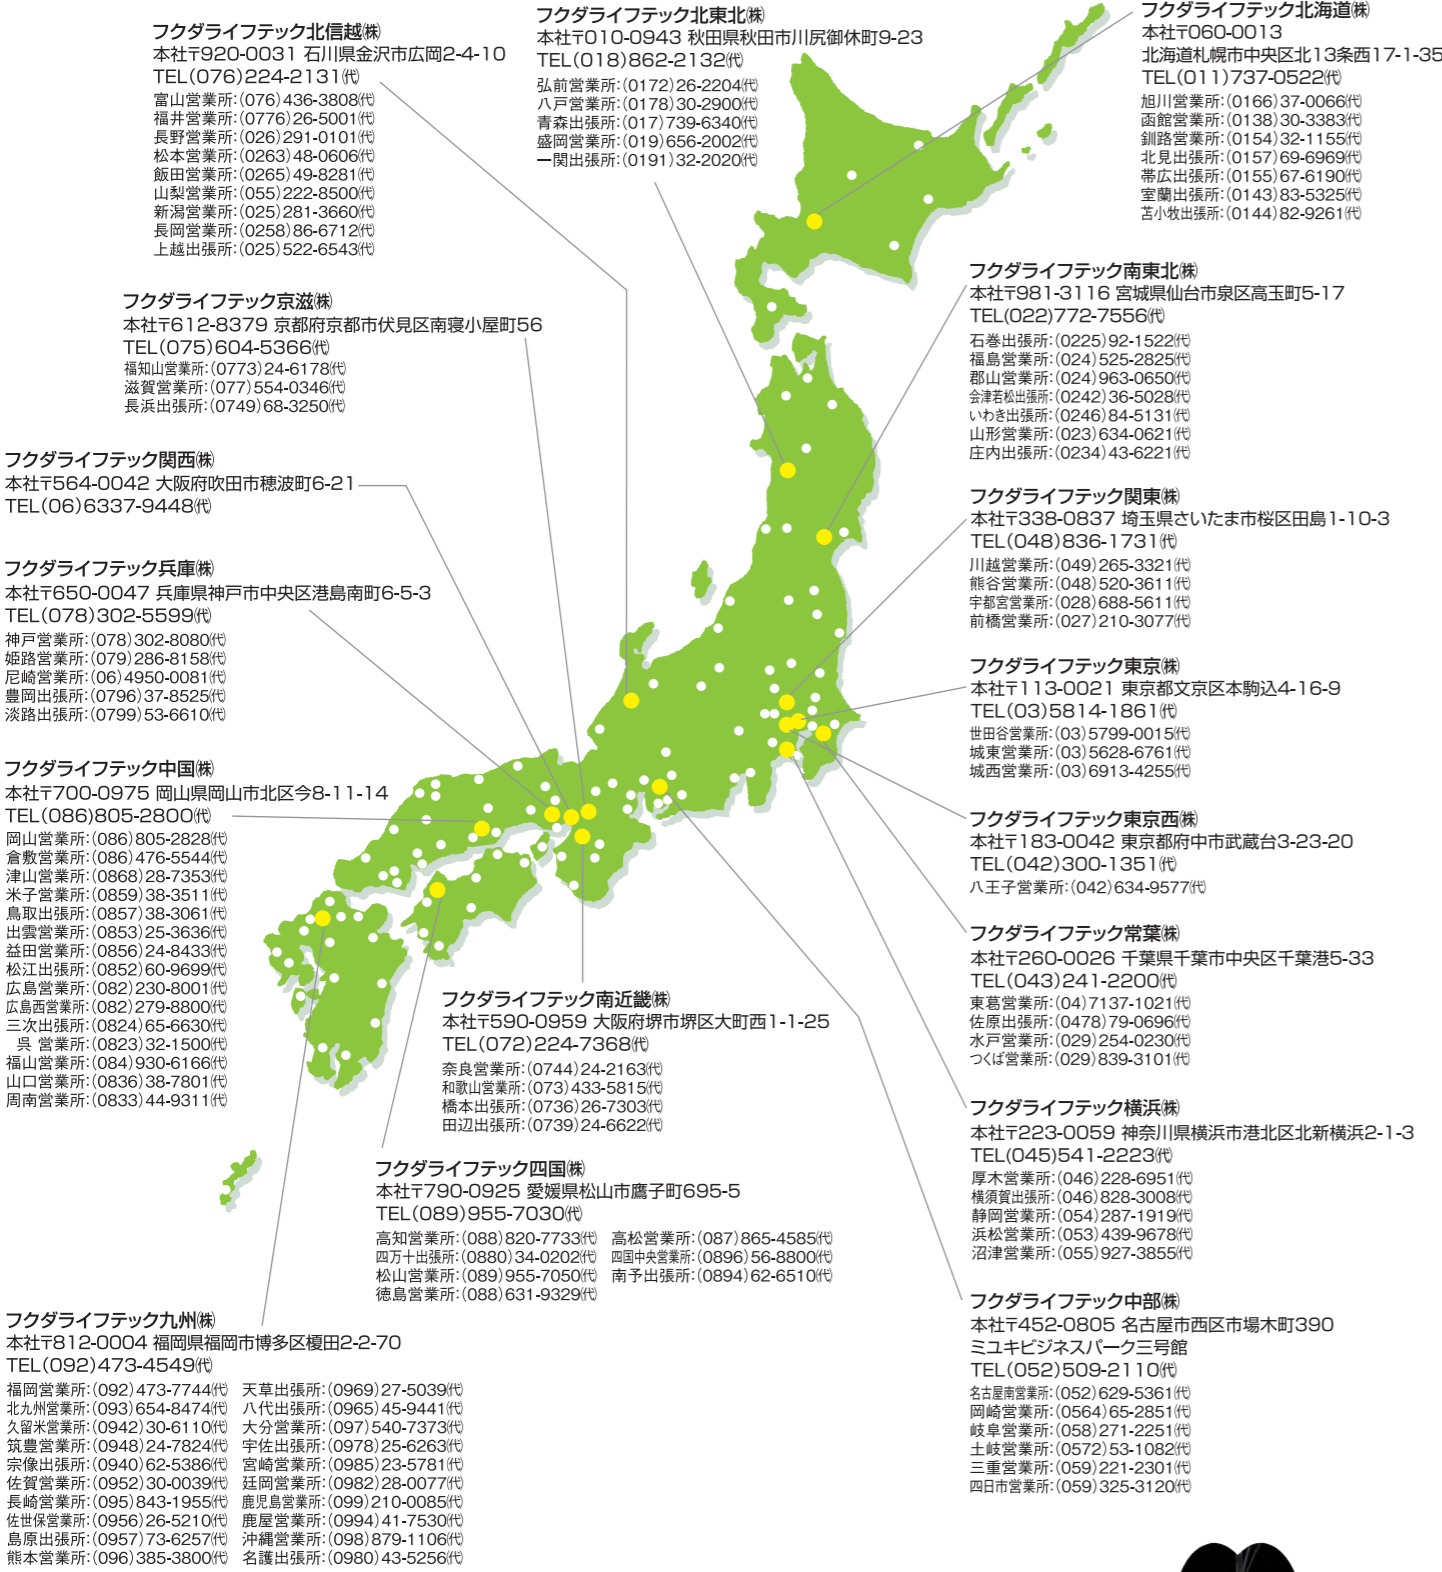 フクダライフテック北信越㈱
本社〒920-0031 石川県金沢市広岡2-4-10
TEL(076)224-2131㈹
富山営業所:(076)436-3808㈹
福井営業所:(0776)26-5001㈹
長野営業所:(026)291-0101㈹
松本営業所:(0263)48-0606㈹
飯田営業所:(0265)49-8281㈹
山梨営業所:(055)222-8500㈹
新潟営業所:(025)281-3660㈹
長岡営業所:(0258)86-6712㈹
上越出張所:(025)522-6543㈹
フクダライフテック北東北㈱
本社〒010-0943 秋田県秋田市川尻御休町9-23
TEL(018)862-2132㈹
弘前営業所:(0172)26-2204㈹
八戸営業所:(0178)30-2900㈹
青森出張所:(017)739-6340㈹
盛岡営業所:(019)656-2002㈹
一関出張所:(0191)32-2020㈹
フクダライフテック北海道㈱
本社〒060-0013
北海道札幌市中央区北13条西17-1-35
TEL(011)737-0522㈹
旭川営業所:(0166)37-0066㈹
函館営業所:(0138)30-3383㈹
釧路営業所:(0154)32-1155㈹
北見出張所:(0157)69-6969㈹
帯広出張所:(0155)67-6190㈹
室蘭出張所:(0143)83-5325㈹
苫小牧出張所:(0144)82-9261㈹
フクダライフテック京滋㈱
本社〒612-8379 京都府京都市伏見区南寝小屋町56
TEL(075)604-5366㈹
福知山営業所:(0773)24-6178㈹
滋賀営業所:(077)554-0346㈹
長浜出張所:(0749)68-3250㈹
フクダライフテック南東北㈱
本社〒981-3116 宮城県仙台市泉区高玉町5-17
TEL(022)772-7556㈹
石巻出張所:(0225)92-1522㈹
福島営業所:(024)525-2825㈹
郡山営業所:(024)963-0650㈹
会津若松出張所:(0242)36-5028㈹
いわき出張所:(0246)84-5131㈹
山形営業所:(023)634-0621㈹
庄内出張所:(0234)43-6221㈹
フクダライフテック関西㈱
本社〒564-0042 大阪府吹田市穂波町6-21
TEL(06)6337-9448㈹
フクダライフテック関東㈱
本社〒338-0837 埼玉県さいたま市桜区田島1-10-3
TEL(048)836-1731㈹
川越営業所:(049)265-3321㈹
熊谷営業所:(048)520-3611㈹
宇都宮営業所:(028)688-5611㈹
前橋営業所:(027)210-3077㈹
フクダライフテック兵庫㈱
本社〒650-0047 兵庫県神戸市中央区港島南町6-5-3
TEL(078)302-5599㈹
神戸営業所:(078)302-8080㈹
姫路営業所:(079)286-8158㈹
尼崎営業所:(06)4950-0081㈹
豊岡出張所:(0796)37-8525㈹
淡路出張所:(0799)53-6610㈹
フクダライフテック東京㈱
本社〒113-0021 東京都文京区本駒込4-16-9
TEL(03)5814-1861㈹
世田谷営業所:(03)5799-0015㈹
城東営業所:(03)5628-6761㈹
城西営業所:(03)6913-4255㈹
フクダライフテック中国㈱
本社〒700-0975 岡山県岡山市北区今8-11-14
TEL(086)805-2800㈹
岡山営業所:(086)805-2828㈹
倉敷営業所:(086)476-5544㈹
津山営業所:(0868)28-7353㈹
米子営業所:(0859)38-3511㈹
鳥取出張所:(0857)38-3061㈹
出雲営業所:(0853)25-3636㈹
益田営業所:(0856)24-8433㈹
松江出張所:(0852)60-9699㈹
広島営業所:(082)230-8001㈹
広島西営業所:(082)279-8800㈹
三次出張所:(0824)65-6630㈹
呉 営業所:(0823)32-1500㈹
福山営業所:(084)930-6166㈹
山口営業所:(0836)38-7801㈹
周南営業所:(0833)44-9311㈹
フクダライフテック東京西㈱
本社〒183-0042 東京都府中市武蔵台3-23-20
TEL(042)300-1351㈹
八王子営業所:(042)634-9577㈹
フクダライフテック常葉㈱
本社〒260-0026 千葉県千葉市中央区千葉港5-33
TEL(043)241-2200㈹
東葛営業所:(04)7137-1021㈹
佐原出張所:(0478)79-0696㈹
水戸営業所:(029)254-0230㈹
つくば営業所:(029)839-3101㈹
フクダライフテック南近畿㈱
本社〒590-0959 大阪府堺市堺区大町西1-1-25
TEL(072)224-7368㈹
奈良営業所:(0744)24-2163㈹
和歌山営業所:(073)433-5815㈹
橋本出張所:(0736)26-7303㈹
田辺出張所:(0739)24-6622㈹
フクダライフテック横浜㈱
本社〒223-0059 神奈川県横浜市港北区北新横浜2-1-3
TEL(045)541-2223㈹
厚木営業所:(046)228-6951㈹
横須賀出張所:(046)828-3008㈹
静岡営業所:(054)287-1919㈹
浜松営業所:(053)439-9678㈹
沼津営業所:(055)927-3855㈹
フクダライフテック四国㈱
本社〒790-0925 愛媛県松山市鷹子町695-5
TEL(089)955-7030㈹
高知営業所:(088)820-7733㈹ 高松営業所:(087)865-4585㈹
四万十出張所:(0880)34-0202㈹ 四国中央営業所:(0896)56-8800㈹
松山営業所:(089)955-7050㈹ 南予出張所:(0894)62-6510㈹
徳島営業所:(088)631-9329㈹
フクダライフテック中部㈱
本社〒452-0805 名古屋市西区市場木町390
ミユキビジネスパーク三号館
TEL(052)509-2110㈹
名古屋南営業所:(052)629-5361㈹
岡崎営業所:(0564)65-2851㈹
岐阜営業所:(058)271-2251㈹
土岐営業所:(0572)53-1082㈹
三重営業所:(059)221-2301㈹
四日市営業所:(059)325-3120㈹
フクダライフテック九州㈱
本社〒812-0004 福岡県福岡市博多区榎田2-2-70
TEL(092)473-4549㈹
福岡営業所:(092)473-7744㈹ 天草出張所:(0969)27-5039㈹
北九州営業所:(093)654-8474㈹ 八代出張所:(0965)45-9441㈹
久留米営業所:(0942)30-6110㈹ 大分営業所:(097)540-7373㈹
筑豊営業所:(0948)24-7824㈹ 宇佐出張所:(0978)25-6263㈹
宗像出張所:(0940)62-5386㈹ 宮崎営業所:(0985)23-5781㈹
佐賀営業所:(0952)30-0039㈹ 延岡営業所:(0982)28-0077㈹
長崎営業所:(095)843-1955㈹ 鹿児島営業所:(099)210-0085㈹
佐世保営業所:(0956)26-5210㈹ 鹿屋営業所:(0994)41-7530㈹
島原出張所:(0957)73-6257㈹ 沖縄営業所:(098)879-1106㈹
熊本営業所:(096)385-3800㈹ 名護出張所:(0980)43-5256㈹